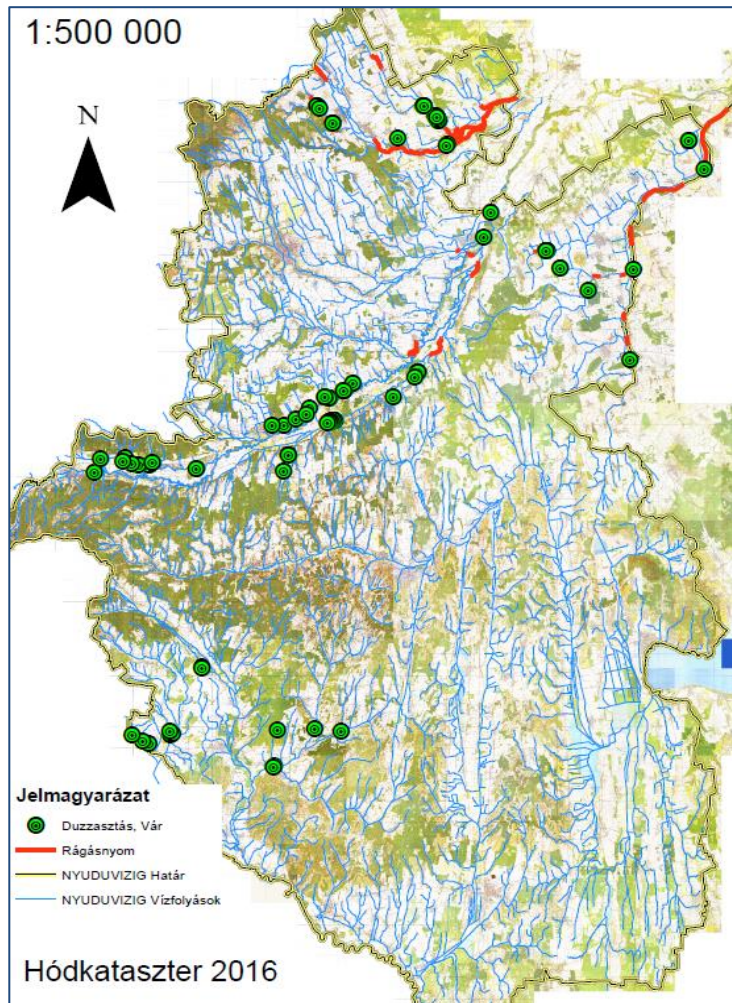 1:500 000
N
Jelmagyarázat
Duzzasztás, Vár
Rágásnyom
NYUDUVIZIG Határ
NYUDUVIZIG Vízfolyások
Hódkataszter 2016